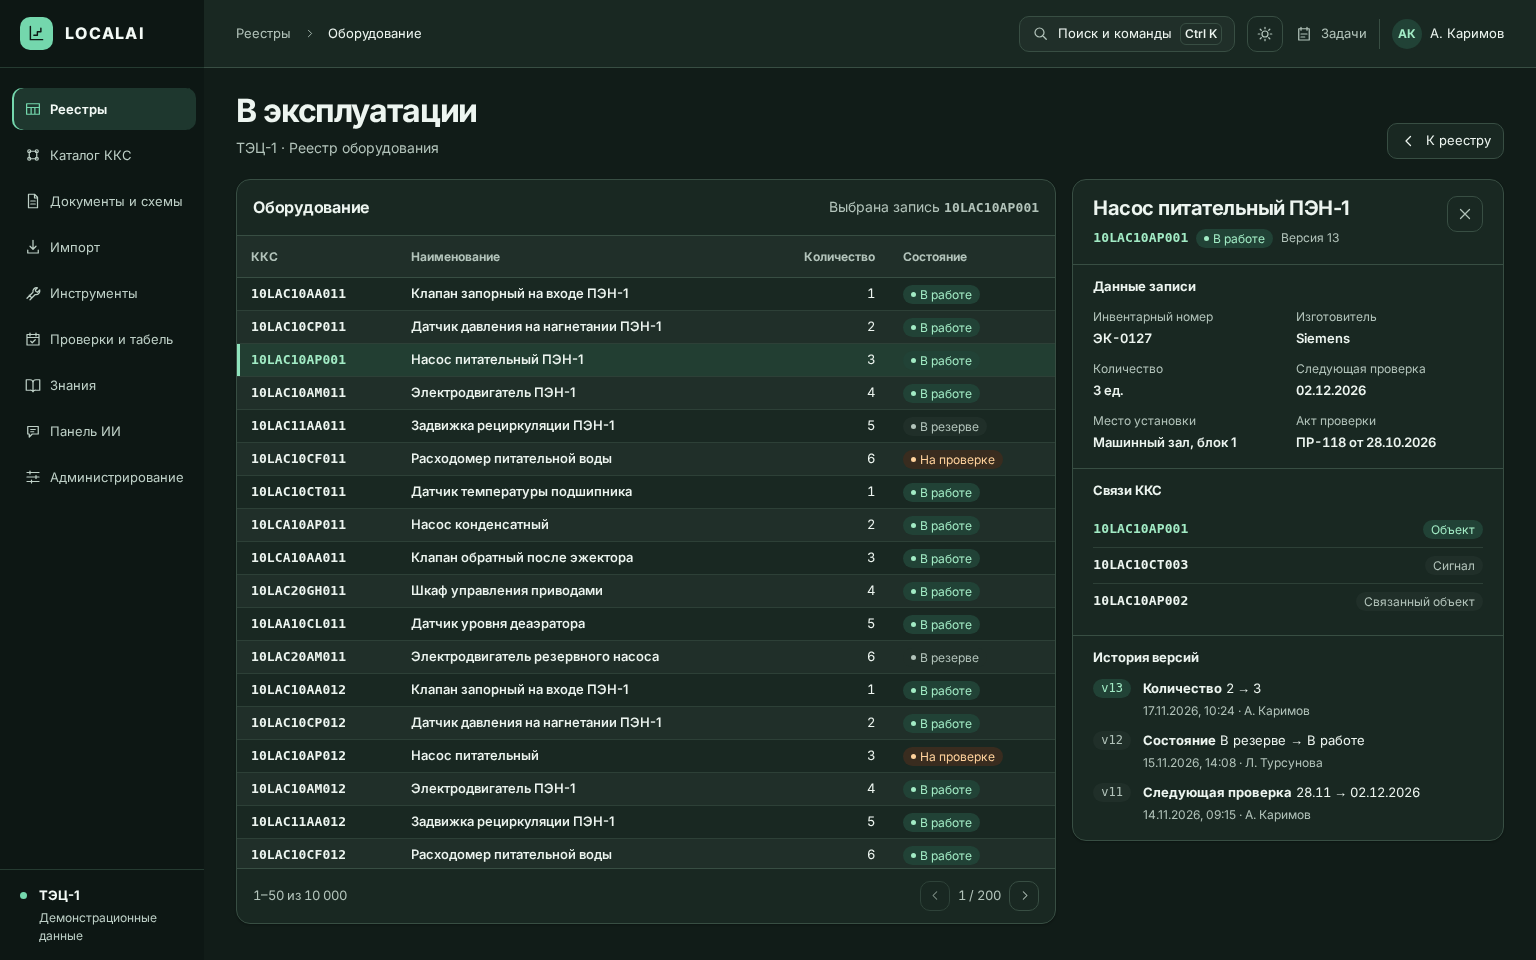 LOCALAI
Реестры > Оборудование
Поиск и команды Ctrl K
Задачи
АК А. Каримов
Реестры
Каталог ККС
Документы и схемы
Импорт
Инструменты
Проверки и табель
Знания
Панель ИИ
Администрирование
ТЭЦ-1
Демонстрационные
данные
В эксплуатации
ТЭЦ-1 · Реестр оборудования
К реестру
Оборудование
Выбрана запись 10LAC10AP001
ККС Наименование Количество Состояние
10LAC10AA011 Клапан запорный на входе ПЭН-1 1 В работе
10LAC10CP011 Датчик давления на нагнетании ПЭН-1 2 В работе
10LAC10AP001 Насос питательный ПЭН-1 3 В работе
10LAC10AM011 Электродвигатель ПЭН-1 4 В работе
10LAC11AA011 Задвижка рециркуляции ПЭН-1 5 В резерве
10LAC10CF011 Расходомер питательной воды 6 На проверке
10LAC10CT011 Датчик температуры подшипника 1 В работе
10LCA10AP011 Насос конденсатный 2 В работе
10LCA10AA011 Клапан обратный после эжектора 3 В работе
10LAC20GH011 Шкаф управления приводами 4 В работе
10LAA10CL011 Датчик уровня деаэратора 5 В работе
10LAC20AM011 Электродвигатель резервного насоса 6 В резерве
10LAC10AA012 Клапан запорный на входе ПЭН-1 1 В работе
10LAC10CP012 Датчик давления на нагнетании ПЭН-1 2 В работе
10LAC10AP012 Насос питательный 3 На проверке
10LAC10AM012 Электродвигатель ПЭН-1 4 В работе
10LAC11AA012 Задвижка рециркуляции ПЭН-1 5 В работе
10LAC10CF012 Расходомер питательной воды 6 В работе
1–50 из 10 000
1 / 200
Насос питательный ПЭН-1
10LAC10AP001 В работе Версия 13
Данные записи
Инвентарный номер Изготовитель
ЭК-0127 Siemens
Количество Следующая проверка
3 ед. 02.12.2026
Место установки Акт проверки
Машинный зал, блок 1 ПР-118 от 28.10.2026
Связи ККС
10LAC10AP001 Объект
10LAC10CT003 Сигнал
10LAC10AP002 Связанный объект
История версий
v13 Количество 2 → 3
17.11.2026, 10:24 · А. Каримов
v12 Состояние В резерве → В работе
15.11.2026, 14:08 · Л. Турсунова
v11 Следующая проверка 28.11 → 02.12.2026
14.11.2026, 09:15 · А. Каримов